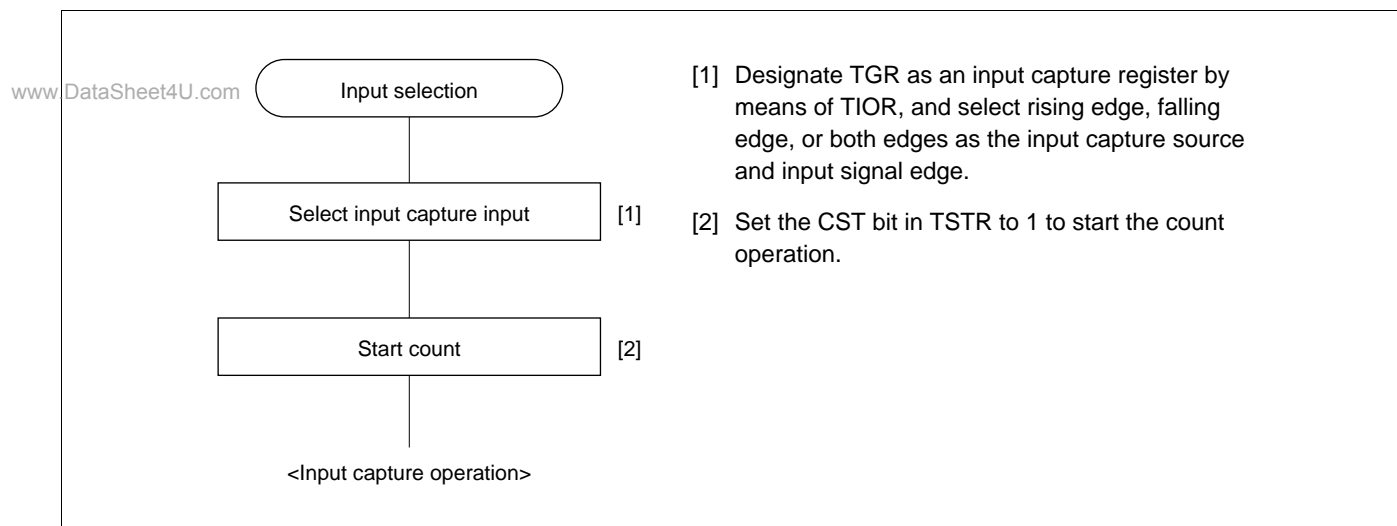 www.DataSheet4U.com
Input selection
Select input capture input [1]
Start count [2]
<Input capture operation>
[1] Designate TGR as an input capture register by
means of TIOR, and select rising edge, falling
edge, or both edges as the input capture source
and input signal edge.
[2] Set the CST bit in TSTR to 1 to start the count
operation.